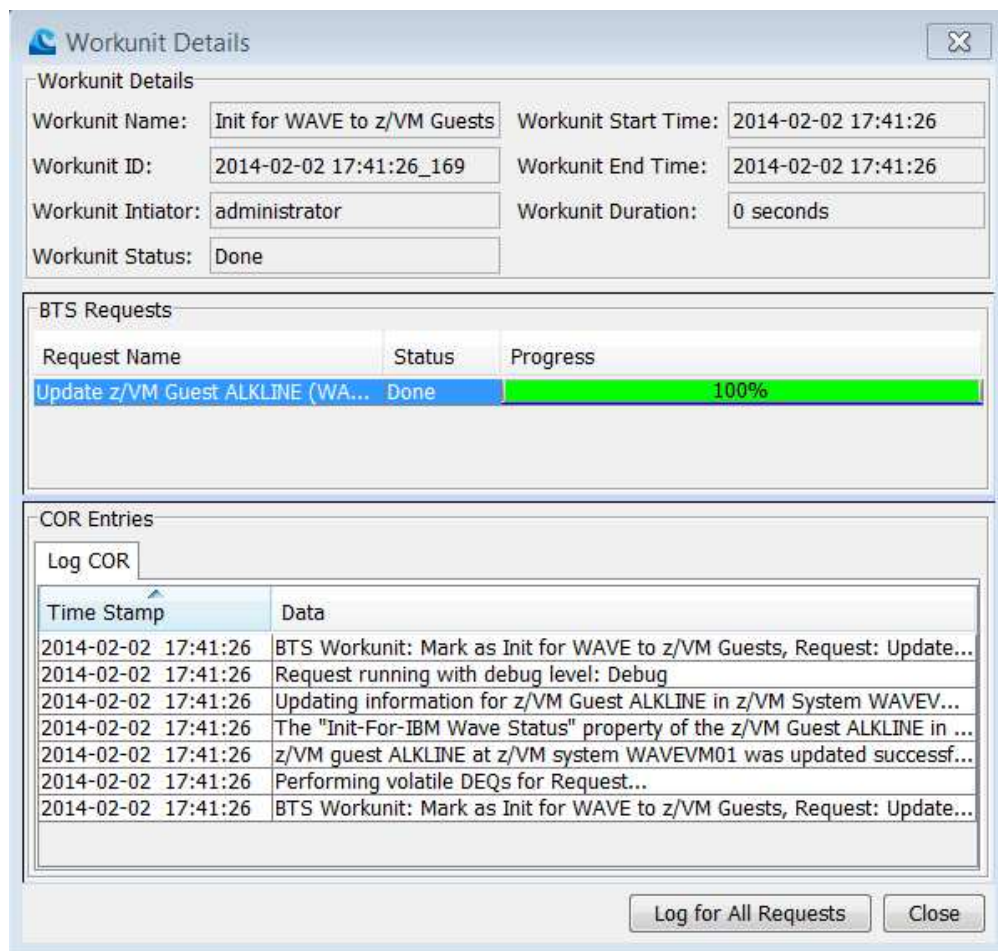 Workunit Details
Workunit Details
Workunit Name: Init for WAVE to z/VM Guests Workunit Start Time: 2014-02-02 17:41:26
Workunit ID: 2014-02-02 17:41:26_169 Workunit End Time: 2014-02-02 17:41:26
Workunit Intiator: administrator Workunit Duration: 0 seconds
Workunit Status: Done
BTS Requests
Request Name Status Progress
Update z/VM Guest ALKLINE (WA... Done 100%
COR Entries
Log COR
Time Stamp Data
2014-02-02 17:41:26 BTS Workunit: Mark as Init for WAVE to z/VM Guests, Request: Update...
2014-02-02 17:41:26 Request running with debug level: Debug
2014-02-02 17:41:26 Updating information for z/VM Guest ALKLINE in z/VM System WAVEV...
2014-02-02 17:41:26 The "Init-For-IBM Wave Status" property of the z/VM Guest ALKLINE in ...
2014-02-02 17:41:26 z/VM guest ALKLINE at z/VM system WAVEVM01 was updated successf...
2014-02-02 17:41:26 Performing volatile DEQs for Request...
2014-02-02 17:41:26 BTS Workunit: Mark as Init for WAVE to z/VM Guests, Request: Update...
Log for All Requests Close